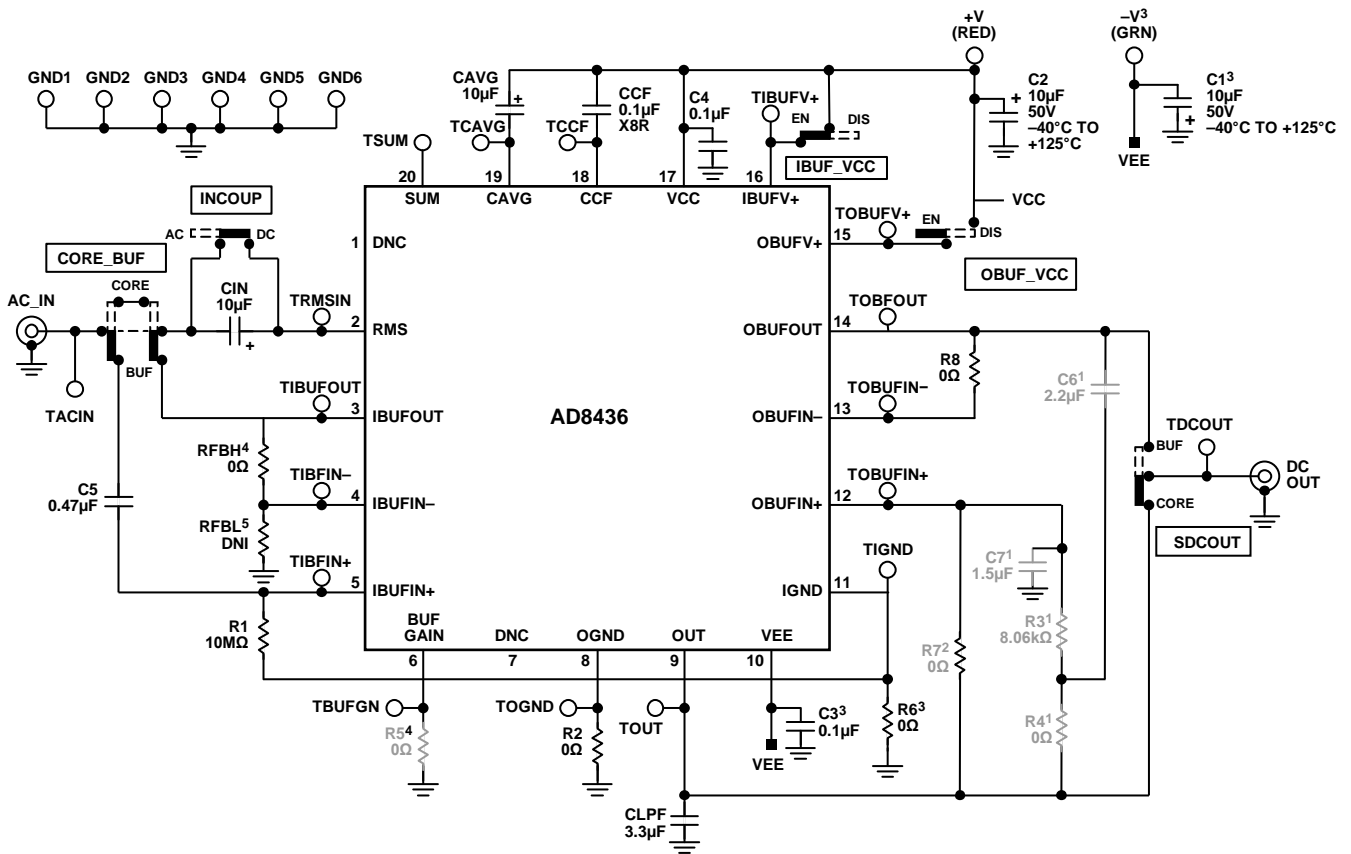 +V
(RED)
–V3
(GRN)
GND1
GND2
GND3
GND4
GND5
GND6
CAVG
10µF
+
CCF
0.1µF
X8R
C4
0.1µF
TIBUFV+
EN
DIS
IBUF_VCC
+
C2
10µF
50V
–40°C TO
+125°C
C13
10µF
50V
–40°C TO +125°C
+
VEE
TSUM
TCAVG
TCCF
20
19
18
17
16
SUM
CAVG
CCF
VCC
IBUFV+
VCC
INCOUP
AC
DC
CORE_BUF
CORE
BUF
AC_IN
TACIN
CIN
10µF
+
TRMSIN
1
DNC
2
RMS
TIBUFOUT
3
IBUFOUT
RFBH4
0Ω
TIBFIN–
4
IBUFIN–
RFBL5
DNI
TIBFIN+
5
IBUFIN+
C5
0.47µF
R1
10MΩ
AD8436
TOBUFV+
OBUFV+
15
EN
DIS
OBUF_VCC
TOBFOUT
OBUFOUT
14
R8
0Ω
TOBUFIN–
OBUFIN–
13
C61
2.2µF
TOBUFIN+
OBUFIN+
12
TIGND
IGND
11
C71
1.5µF
R31
8.06kΩ
R72
0Ω
R41
0Ω
BUF
CORE
TDCOUT
DC
OUT
SDCOUT
BUF
GAIN
DNC
OGND
OUT
VEE
6
7
8
9
10
TBUFGN
R54
0Ω
TOGND
R2
0Ω
TOUT
C33
0.1µF
VEE
R63
0Ω
CLPF
3.3µF